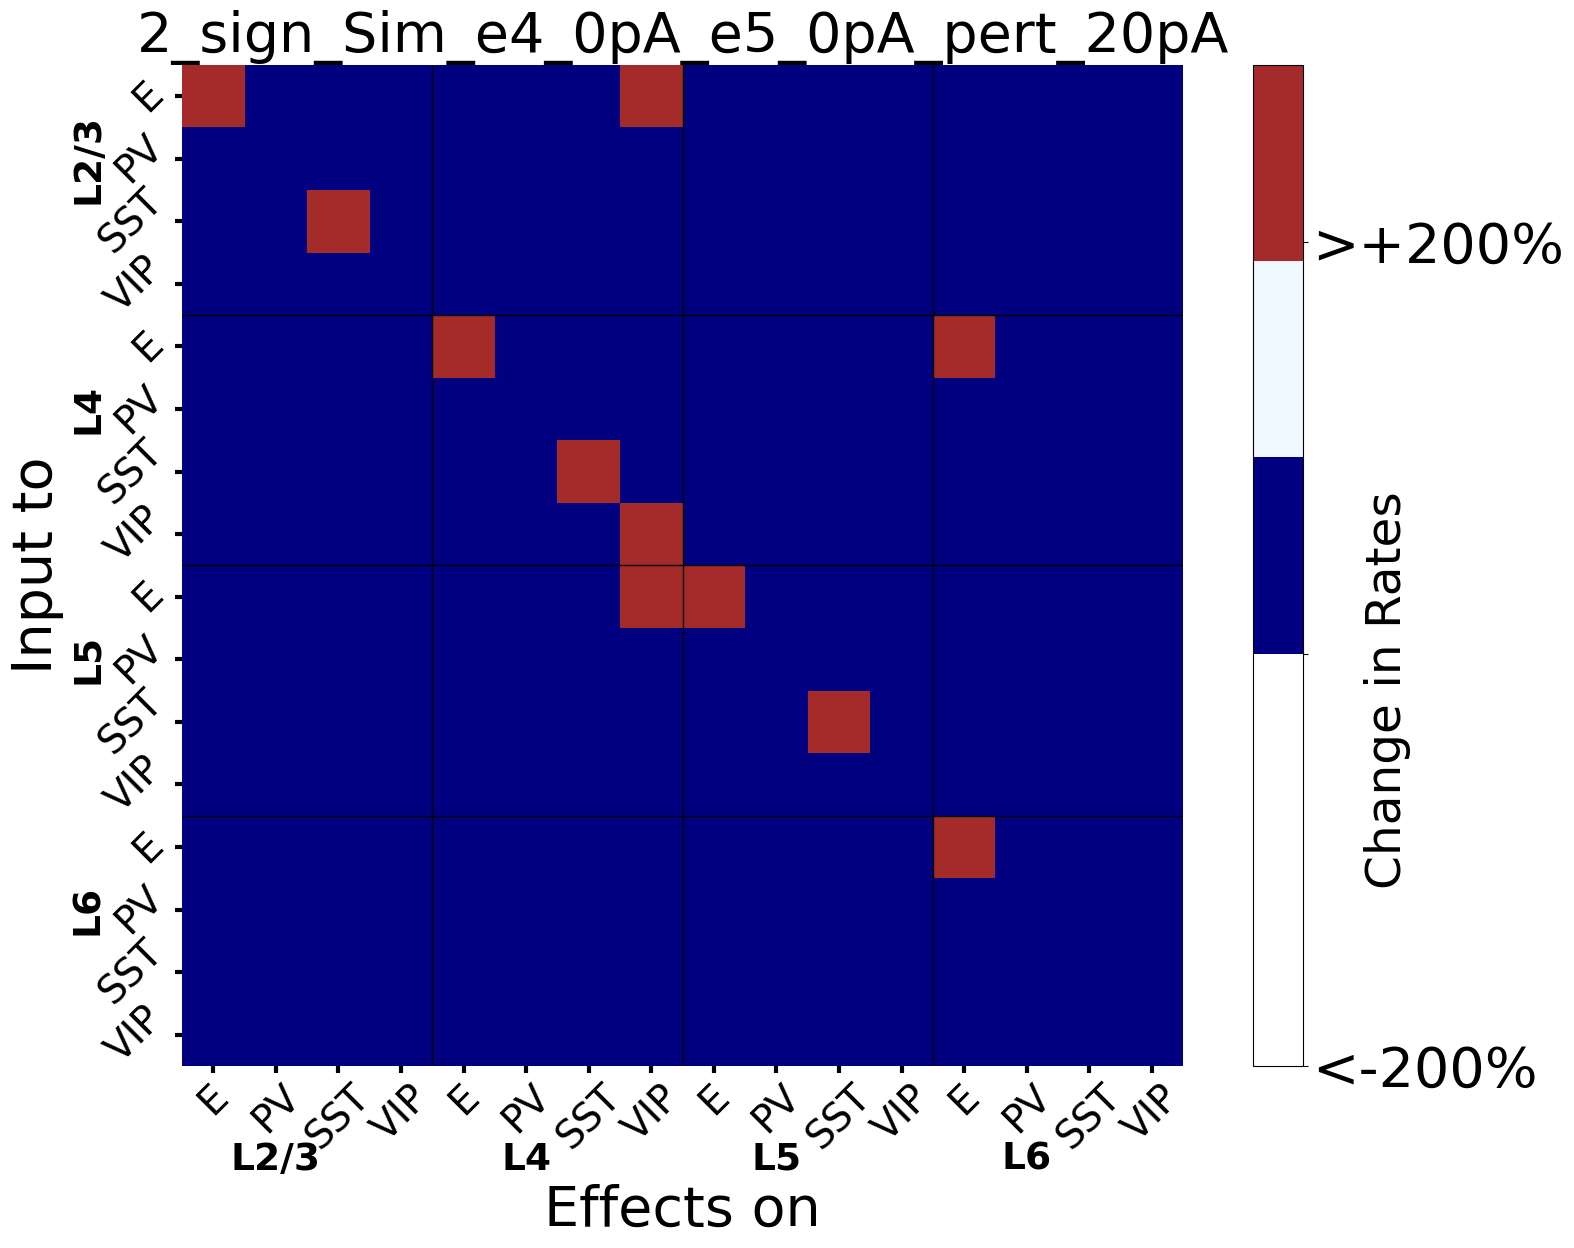 2_sign_Sim_e4_0pA_e5_0pA_pert_20pA
Input to
L2/3
E
PV
SST
VIP
L4
E
PV
SST
VIP
L5
E
PV
SST
VIP
L6
E
PV
SST
VIP
E PV SST VIP E PV SST VIP E PV SST VIP E PV SST VIP
L2/3 L4 L5 L6
Effects on
>+200%
<-200%
Change in Rates